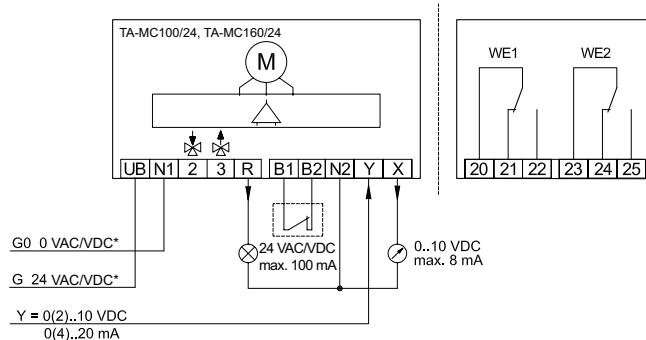 TA-MC100/24, TA-MC160/24
M
UB N1 2 3 R B1 B2 N2 Y X
WE1 WE2
20 21 22 23 24 25
G0 0 VAC/VDC*
24 VAC/VDC
max. 100 mA
0..10 VDC
max. 8 mA
G 24 VAC/VDC*
Y = 0(2)..10 VDC
0(4)..20 mA